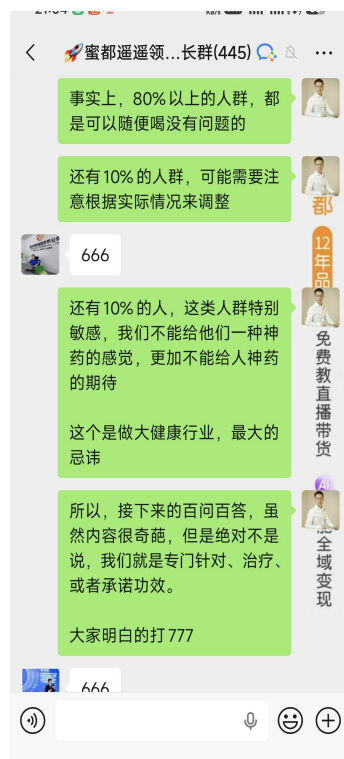 蜜都遥遥领...长群(445)
事实上，80%以上的人群，都
是可以随便喝没有问题的
还有10%的人群，可能需要注
意根据实际情况来调整
都
666
12
年
品
还有10%的人，这类人群特别
敏感，我们不能给他们一种神
药的感觉，更加不能给人神药
的期待
这个是做大健康行业，最大的
忌讳
免费教直播带货
Ai
所以，接下来的百问百答，虽
然内容很奇葩，但是绝对不是
说，我们就是专门针对、治疗、
或者承诺功效。
大家明白的打777
全域变现
666